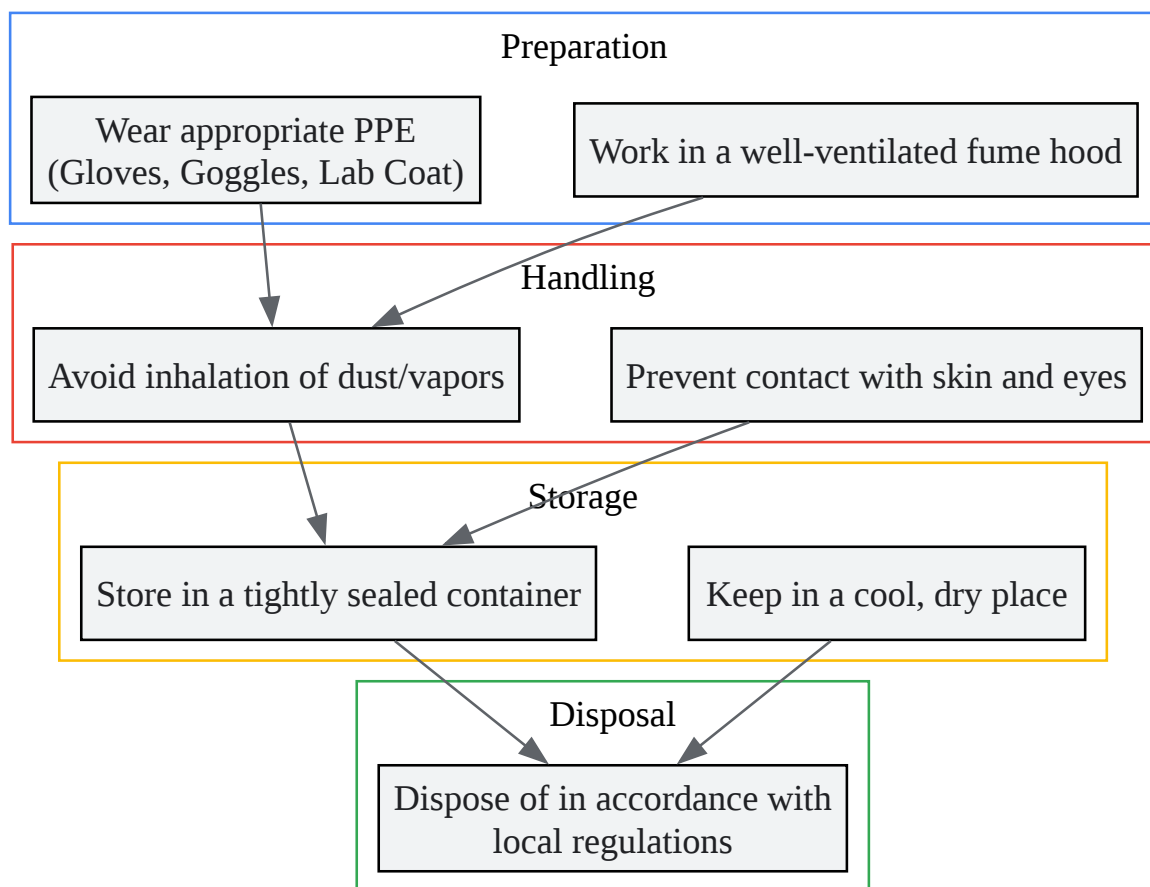 Preparation
Wear appropriate PPE
(Gloves, Goggles, Lab Coat)
Work in a well-ventilated fume hood
Handling
Avoid inhalation of dust/vapors
Prevent contact with skin and eyes
Storage
Store in a tightly sealed container
Keep in a cool, dry place
Disposal
Dispose of in accordance with
local regulations